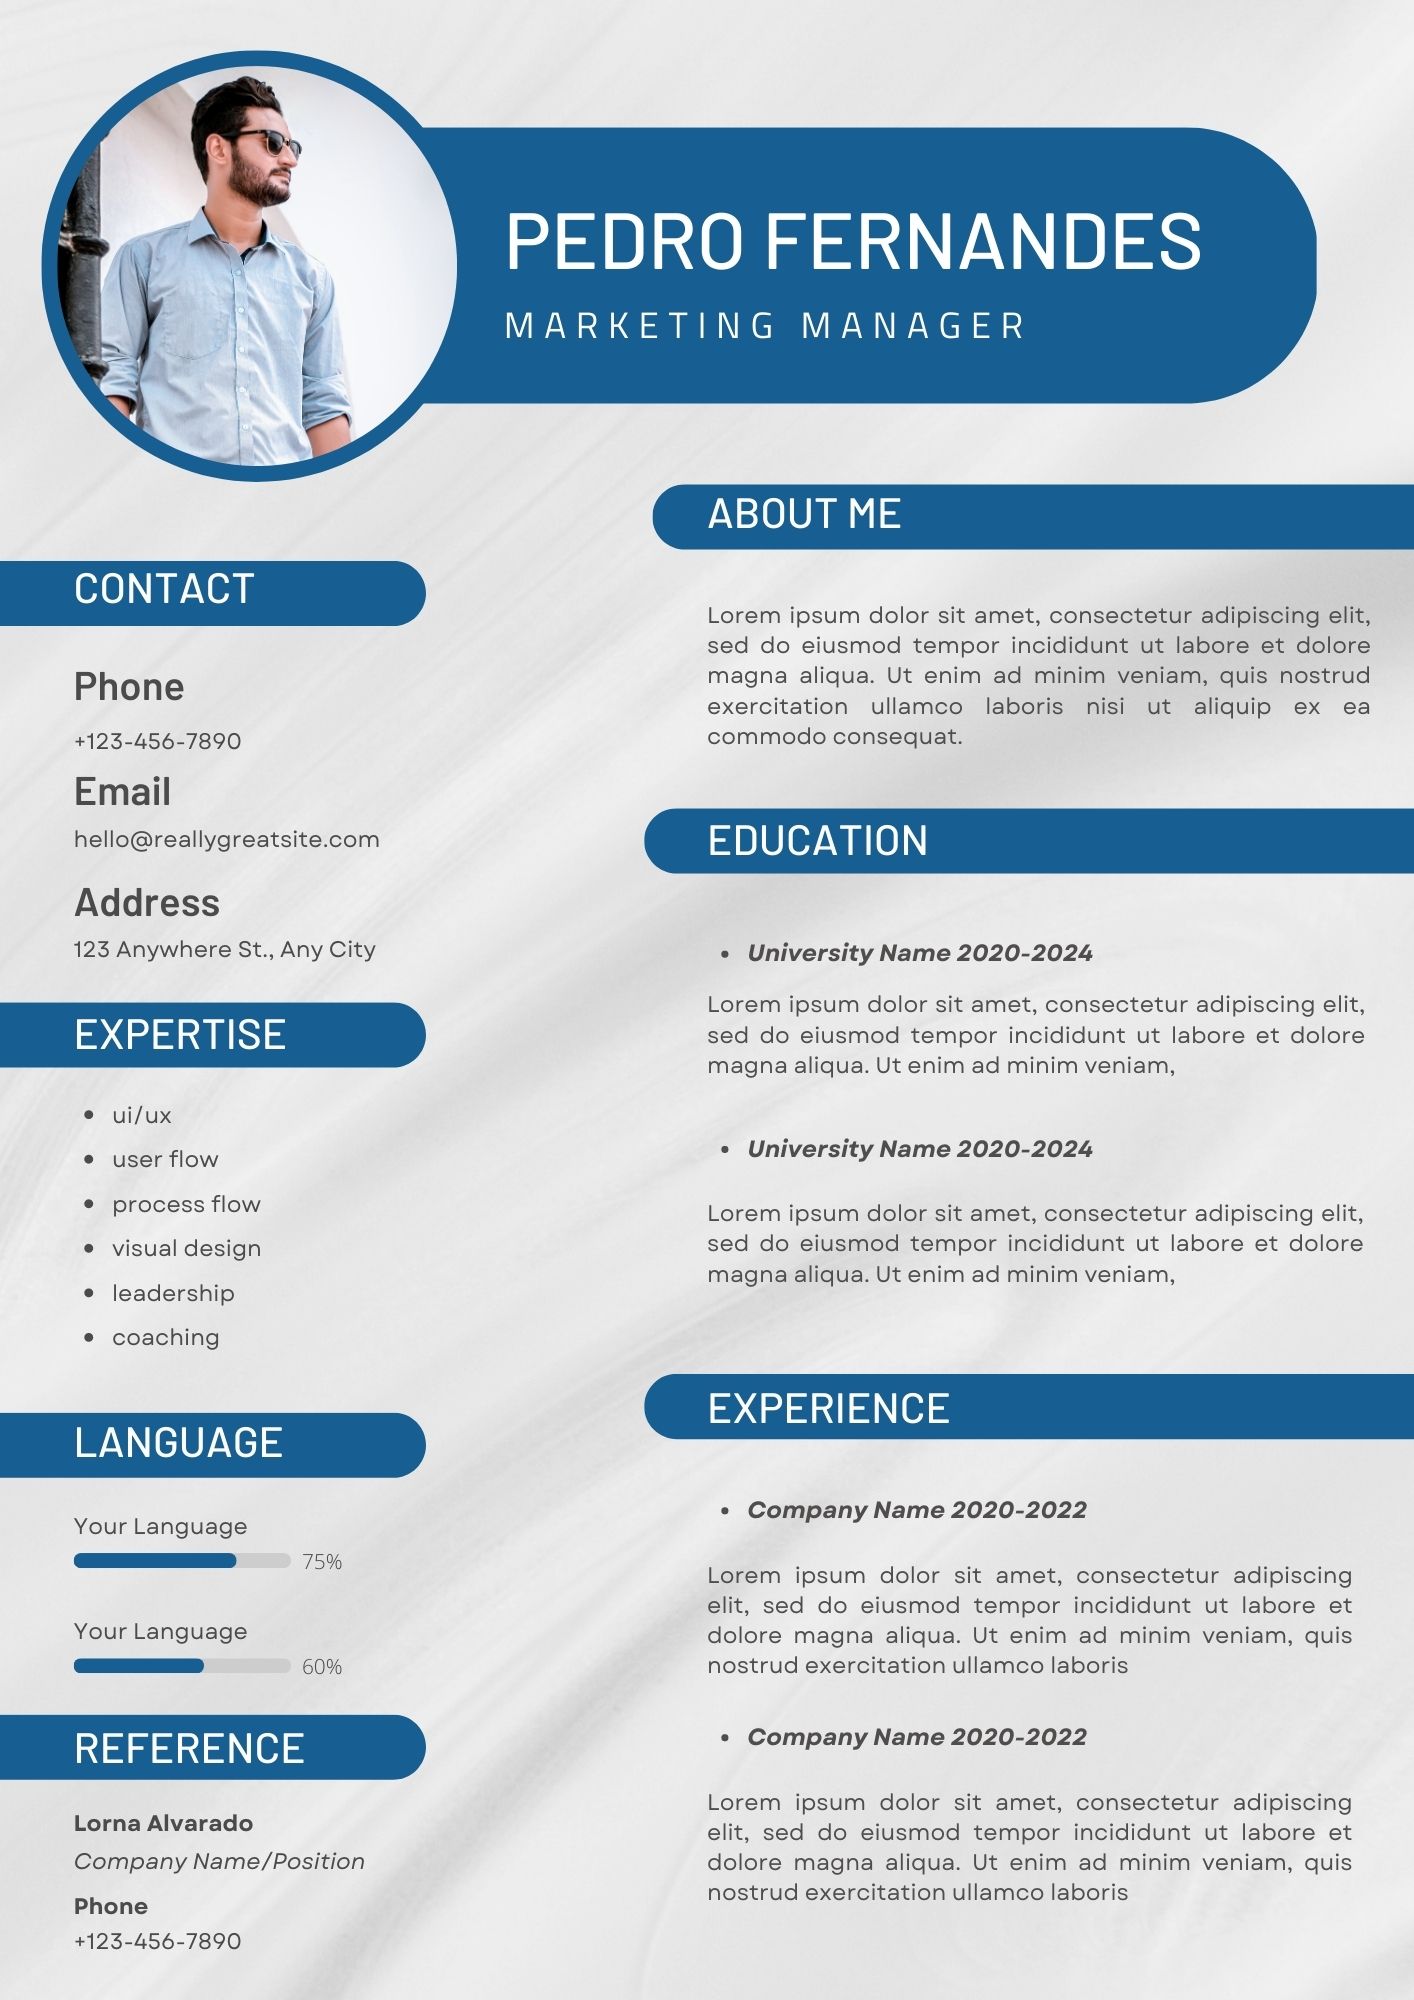 PEDRO FERNANDES
MARKETING MANAGER
CONTACT
Phone
+123-456-7890
Email
hello@reallygreatsite.com
Address
123 Anywhere St., Any City
EXPERTISE
• ui/ux
• user flow
• process flow
• visual design
• leadership
• coaching
LANGUAGE
Your Language
75%
Your Language
60%
REFERENCE
Lorna Alvarado
Company Name/Position
Phone
+123-456-7890
ABOUT ME
Lorem ipsum dolor sit amet, consectetur adipiscing elit,
sed do eiusmod tempor incididunt ut labore et dolore
magna aliqua. Ut enim ad minim veniam, quis nostrud
exercitation ullamco laboris nisi ut aliquip ex ea
commodo consequat.
EDUCATION
• University Name 2020-2024
Lorem ipsum dolor sit amet, consectetur adipiscing elit,
sed do eiusmod tempor incididunt ut labore et dolore
magna aliqua. Ut enim ad minim veniam,
• University Name 2020-2024
Lorem ipsum dolor sit amet, consectetur adipiscing elit,
sed do eiusmod tempor incididunt ut labore et dolore
magna aliqua. Ut enim ad minim veniam,
EXPERIENCE
• Company Name 2020-2022
Lorem ipsum dolor sit amet, consectetur adipiscing
elit, sed do eiusmod tempor incididunt ut labore et
dolore magna aliqua. Ut enim ad minim veniam, quis
nostrud exercitation ullamco laboris
• Company Name 2020-2022
Lorem ipsum dolor sit amet, consectetur adipiscing
elit, sed do eiusmod tempor incididunt ut labore et
dolore magna aliqua. Ut enim ad minim veniam, quis
nostrud exercitation ullamco laboris